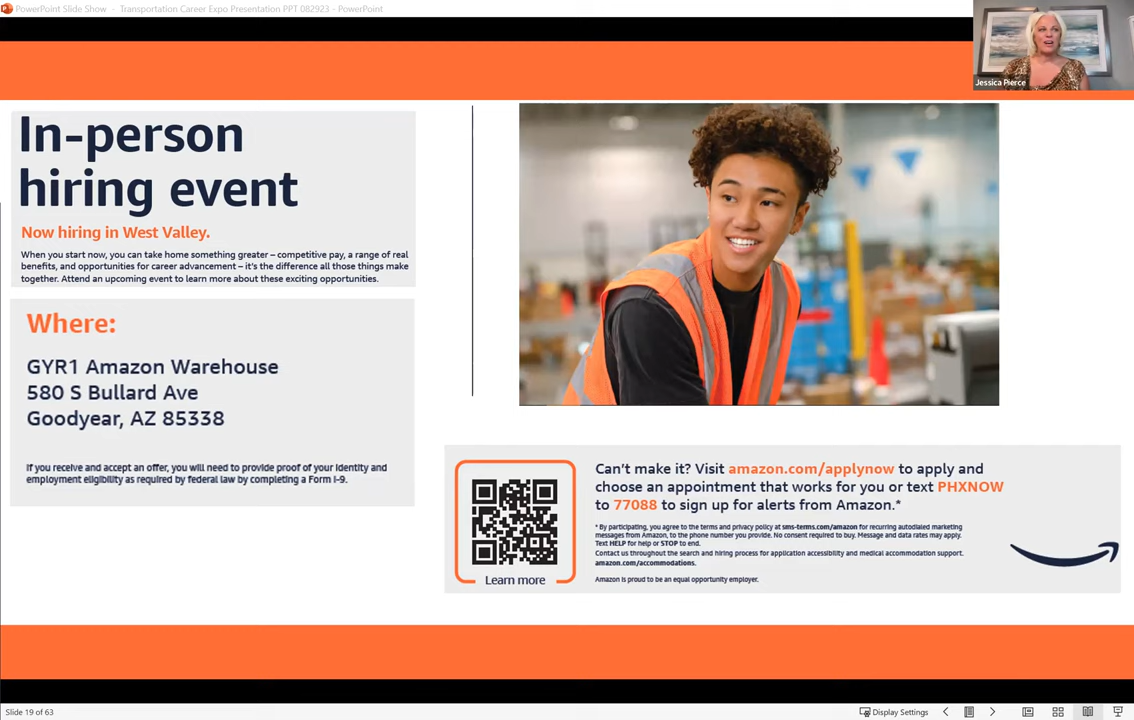 PowerPoint Slide Show - Transportation Career Expo Presentation PPT 082923 - PowerPoint
Jessica Pierce
In-person
hiring event
Now hiring in West Valley.
When you start now, you can take home something greater – competitive pay, a range of real
benefits, and opportunities for career advancement – it's the difference all those things make
together. Attend an upcoming event to learn more about these exciting opportunities.
Where:
GYR1 Amazon Warehouse
580 S Bullard Ave
Goodyear, AZ 85338
If you receive and accept an offer, you will need to provide proof of your identity and
employment eligibility as required by federal law by completing a Form I-9.
Learn more
Can't make it? Visit amazon.com/applynow to apply and
choose an appointment that works for you or text PHXNOW
to 77088 to sign up for alerts from Amazon.*
* By participating, you agree to the terms and privacy policy at sms-terms.com/amazon for recurring autodialed marketing
messages from Amazon, to the phone number you provide. No consent required to buy. Message and data rates may apply.
Text HELP for help or STOP to end.
Contact us throughout the search and hiring process for application accessibility and medical accommodation support.
amazon.com/accommodations.
Amazon is proud to be an equal opportunity employer.
Slide 19 of 63
Display Settings